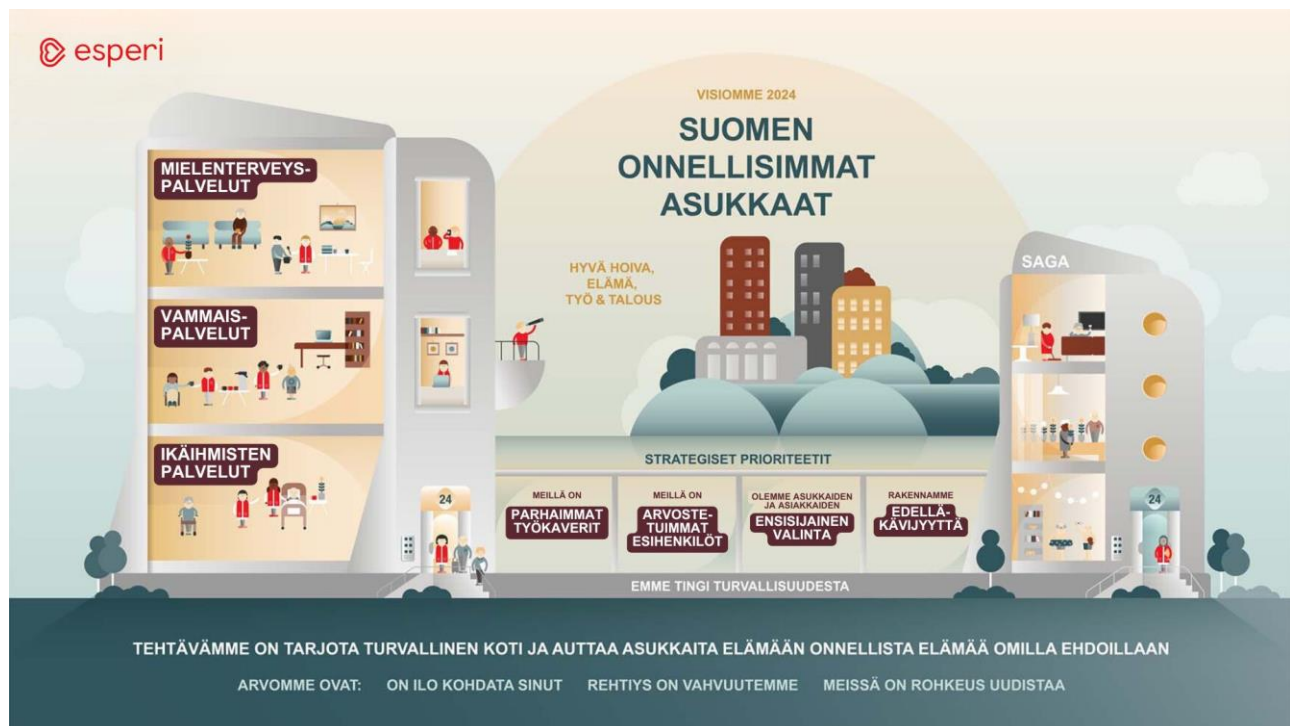 esperi
VISIOMME 2024
SUOMEN
ONNELLISIMMAT
ASUKKAAT
HYVÄ HOIVA,
ELÄMÄ,
TYÖ & TALOUS
MIELENTERVEYS-
PALVELUT
VAMMAIS-
PALVELUT
IKÄIHMISTEN
PALVELUT
24
SAGA
24
STRATEGISET PRIORITEETIT
MEILLÄ ON
PARHAIMMAT
TYÖKAVERIT
MEILLÄ ON
ARVOSTE-
TUIMMAT
ESIHENKILÖT
OLEMME ASUKKAIDEN
JA ASIAKKAIDEN
ENSISIJAINEN
VALINTA
RAKENNAMME
EDELLÄ-
KÄVIJYYTTÄ
EMME TINGI TURVALLISUUDESTA
TEHTÄVÄMME ON TARJOTA TURVALLINEN KOTI JA AUTTAA ASUKKAITA ELÄMÄÄN ONNELLISTA ELÄMÄÄ OMILLA EHDOILLAAN
ARVOMME OVAT: ON ILO KOHDATA SINUT REHTIYS ON VAHVUUTEMME MEISSÄ ON ROHKEUS UUDISTAA